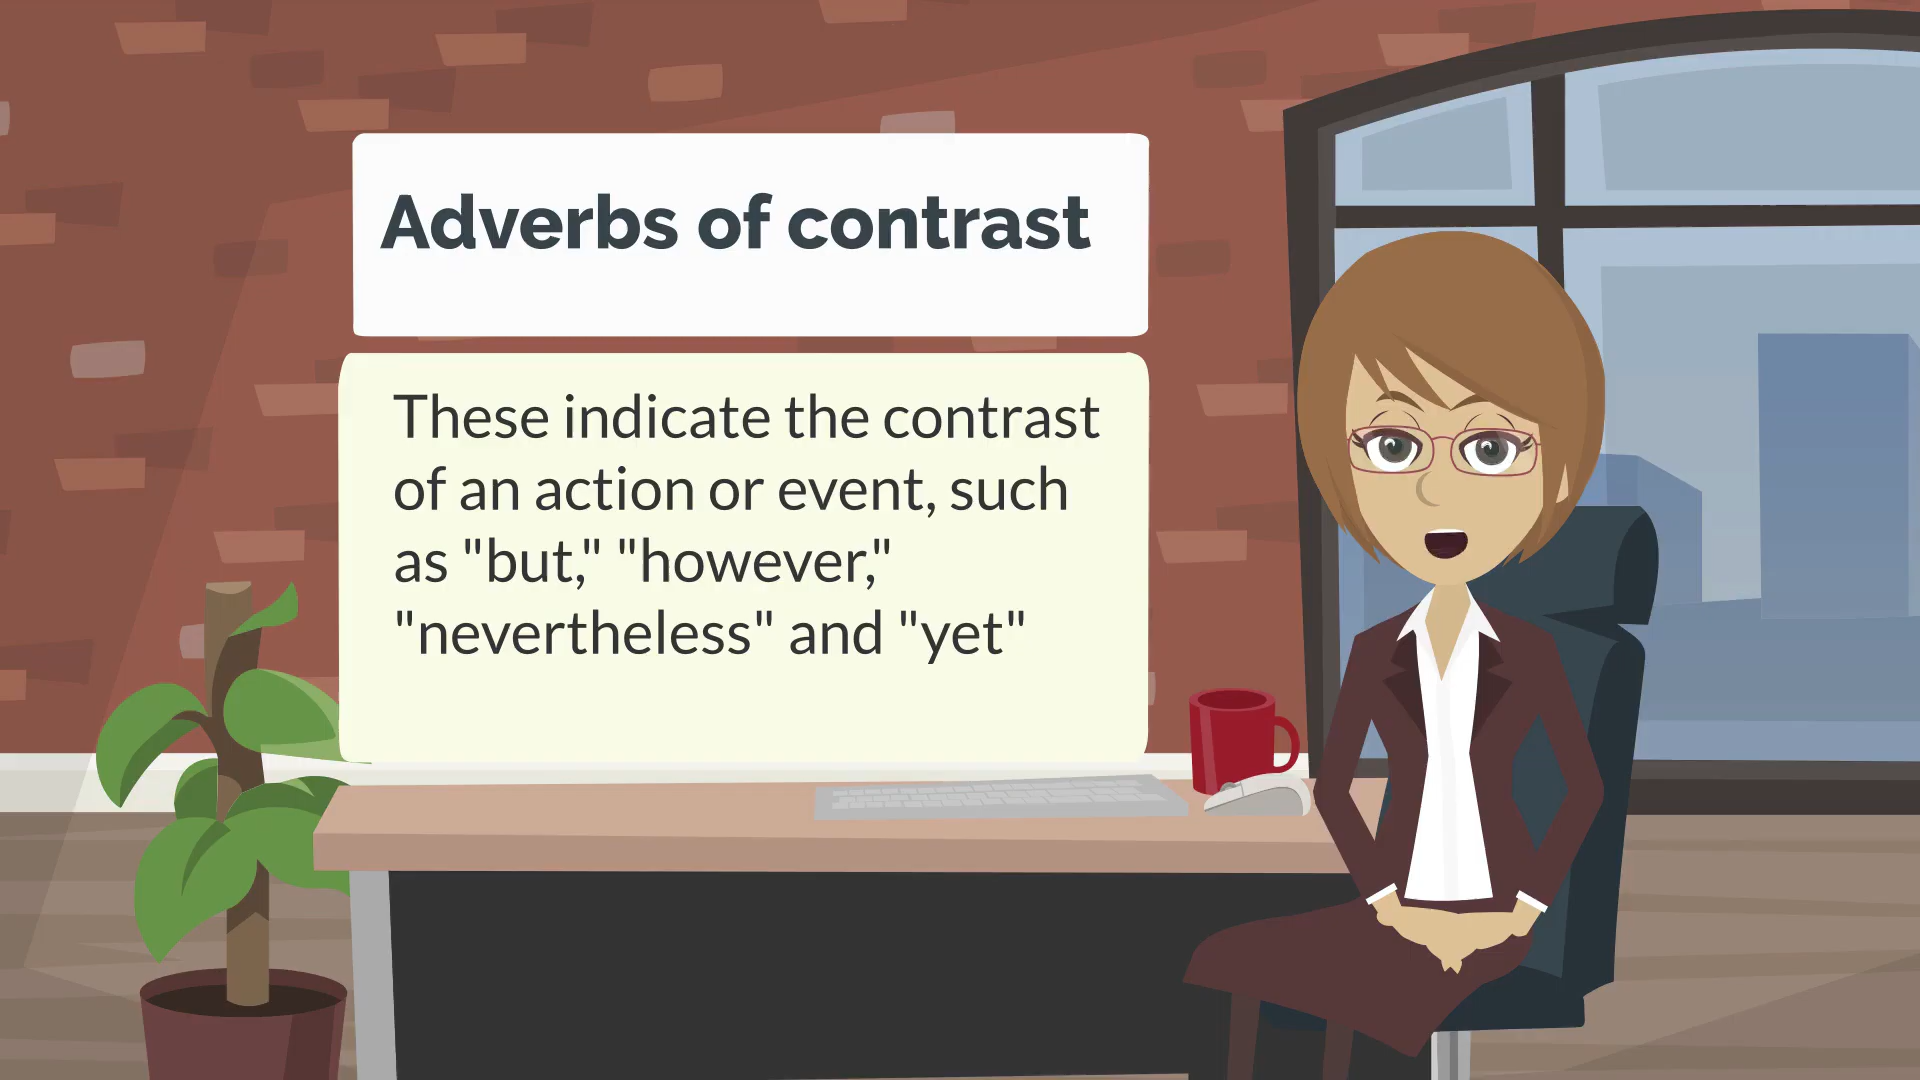 Adverbs of contrast
These indicate the contrast
of an action or event, such
as "but," "however,"
"nevertheless" and "yet"